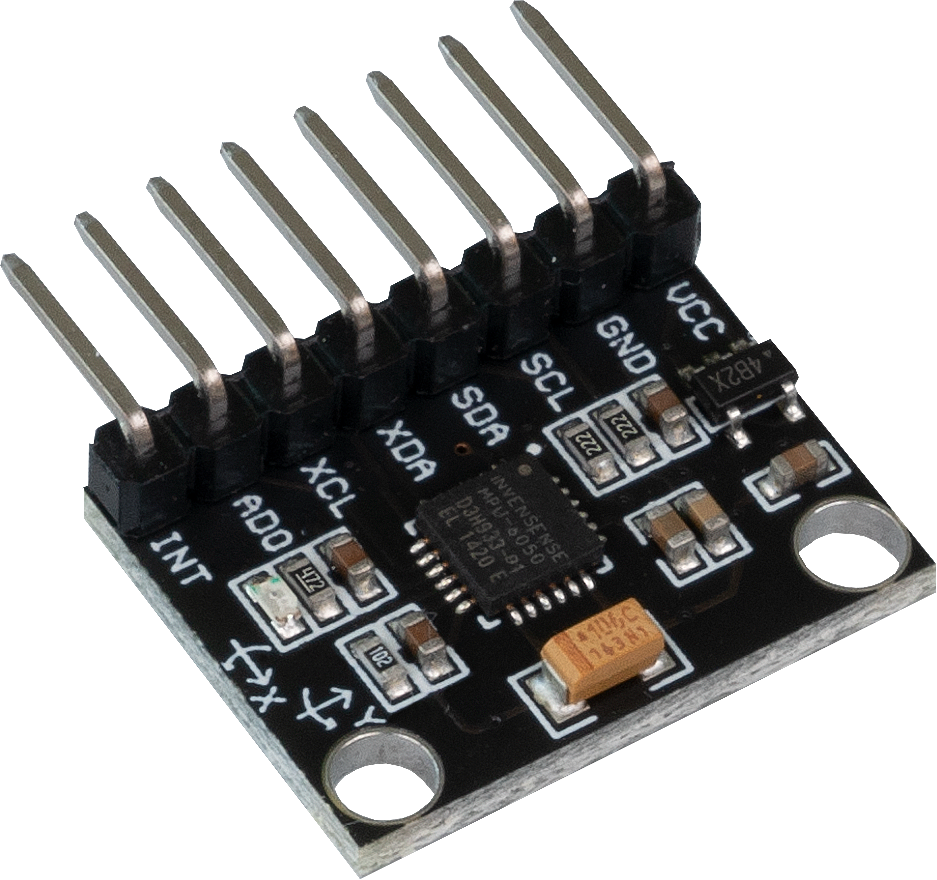 VCC
GND
SCL
SDA
XDA
XCL
AD0
INT
4B2X
222
222
INVENSENSE
MPU-6050
D3H933-01
EL 1420 E
472
102
106C
X
Y